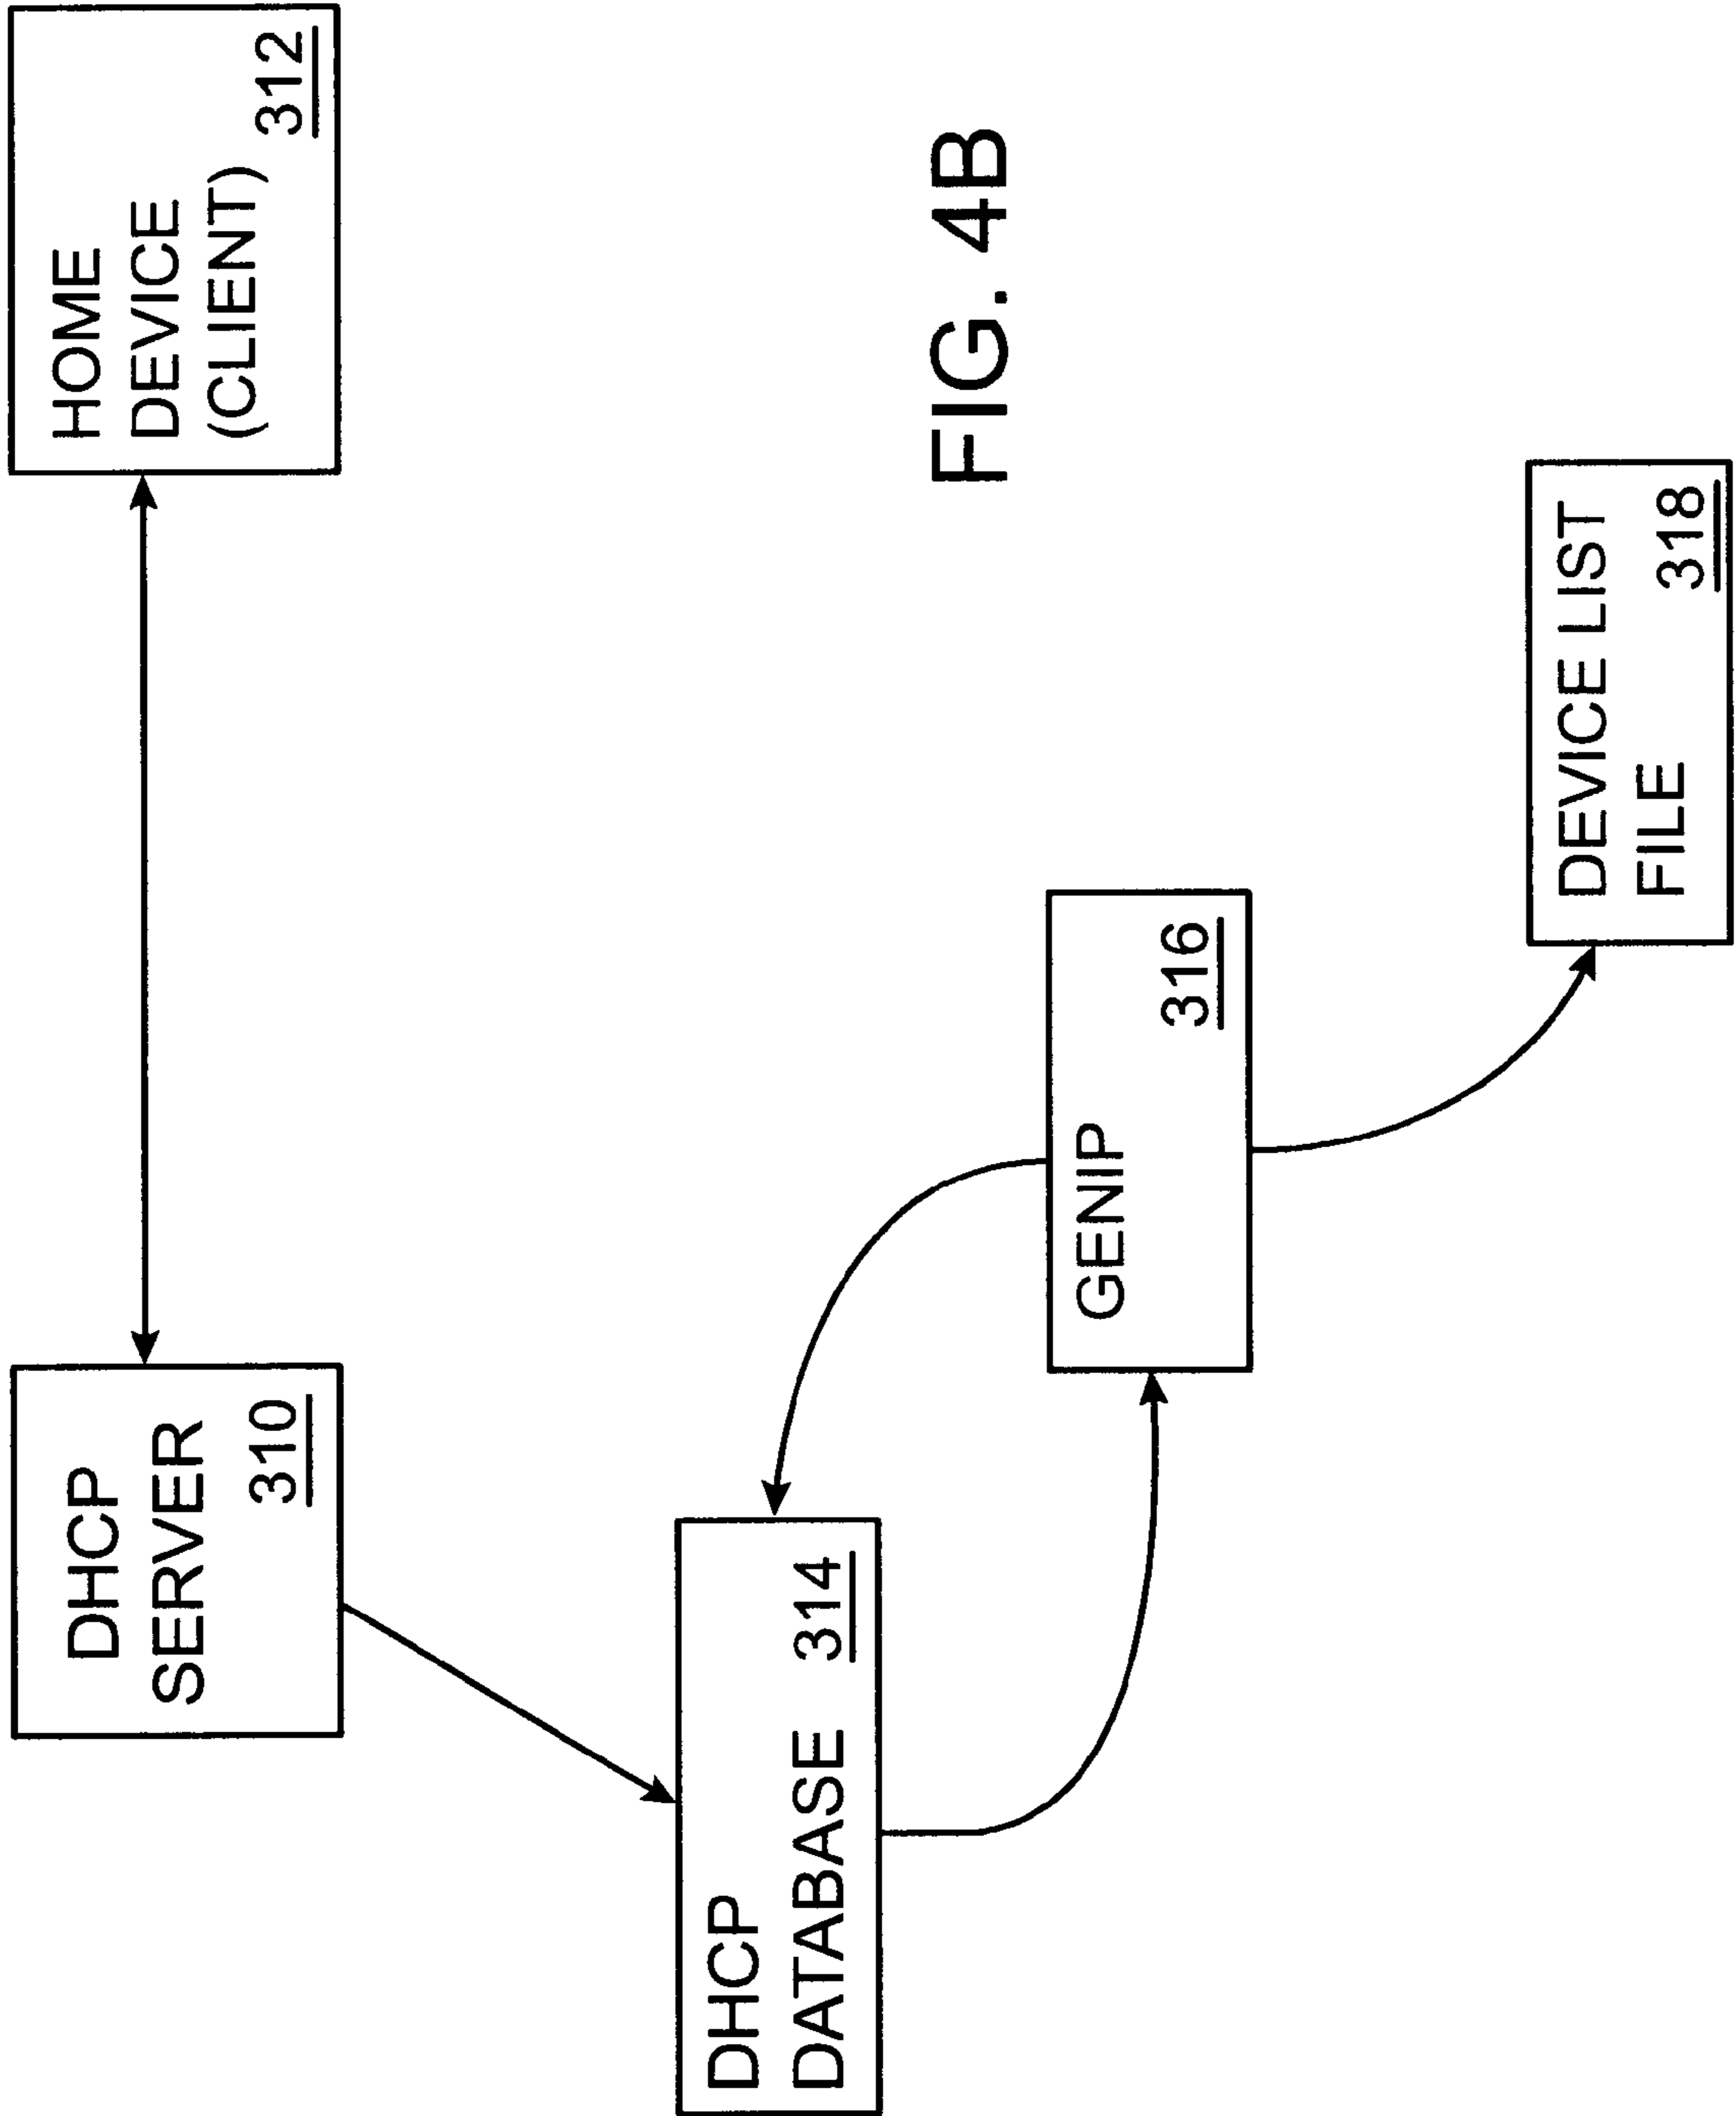 DHCP
SERVER
310
HOME
DEVICE
(CLIENT)
312
DHCP
DATABASE 314
GENIP
316
DEVICE LIST
FILE 318
FIG. 4B